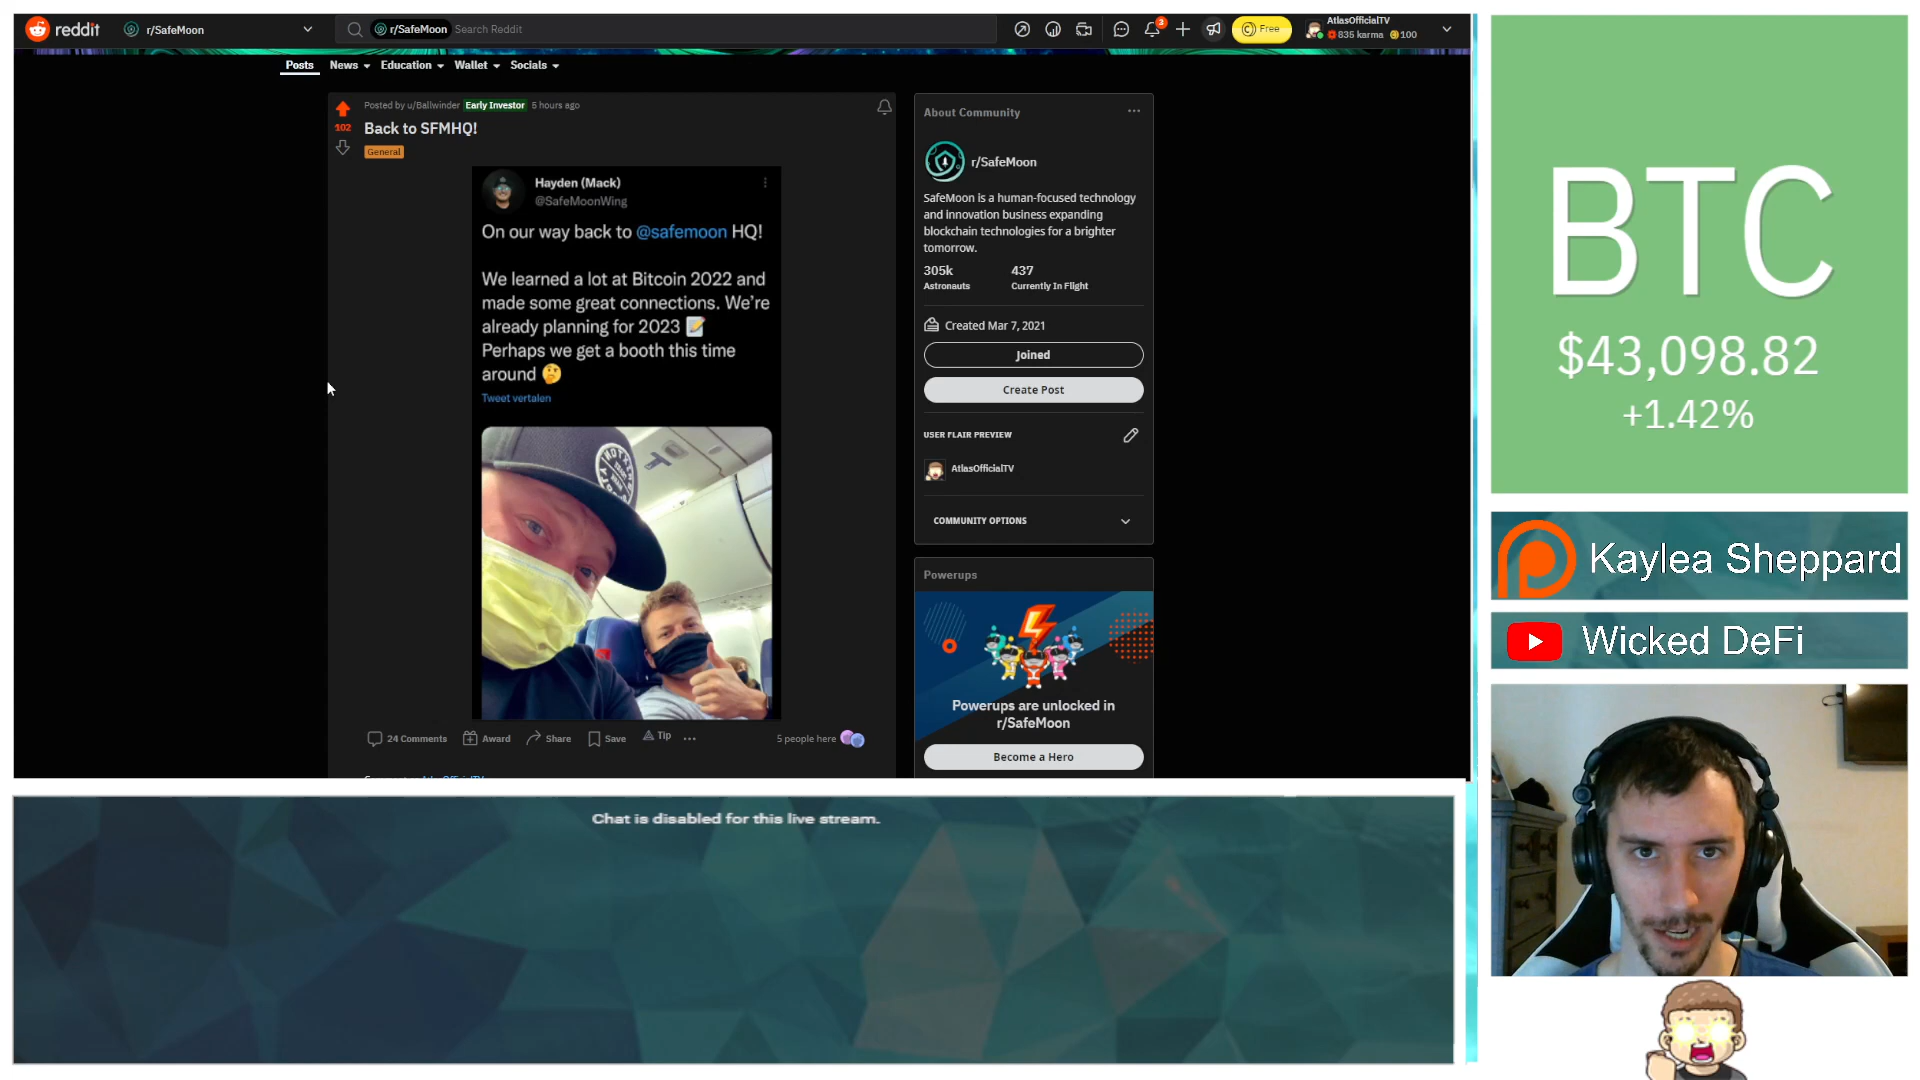 reddit
r/SafeMoon
r/SafeMoon Search Reddit
3
Free
AtlasOfficialTV
835 karma 100
Posts News Education Wallet Socials
Posted by u/Ballwinder Early Investor 5 hours ago
102
Back to SFMHQ!
General
Hayden (Mack)
@SafeMoonWing
On our way back to @safemoon HQ!
We learned a lot at Bitcoin 2022 and
made some great connections. We're
already planning for 2023 📝
Perhaps we get a booth this time
around 🤔
Tweet vertalen
24 Comments Award Share Save Tip
5 people here
About Community
r/SafeMoon
SafeMoon is a human-focused technology
and innovation business expanding
blockchain technologies for a brighter
tomorrow.
305k 437
Astronauts Currently In Flight
Created Mar 7, 2021
Joined
Create Post
USER FLAIR PREVIEW
AtlasOfficialTV
COMMUNITY OPTIONS
Powerups
Powerups are unlocked in
r/SafeMoon
Become a Hero
BTC
$43,098.82
+1.42%
Kaylea Sheppard
Wicked DeFi
Chat is disabled for this live stream.